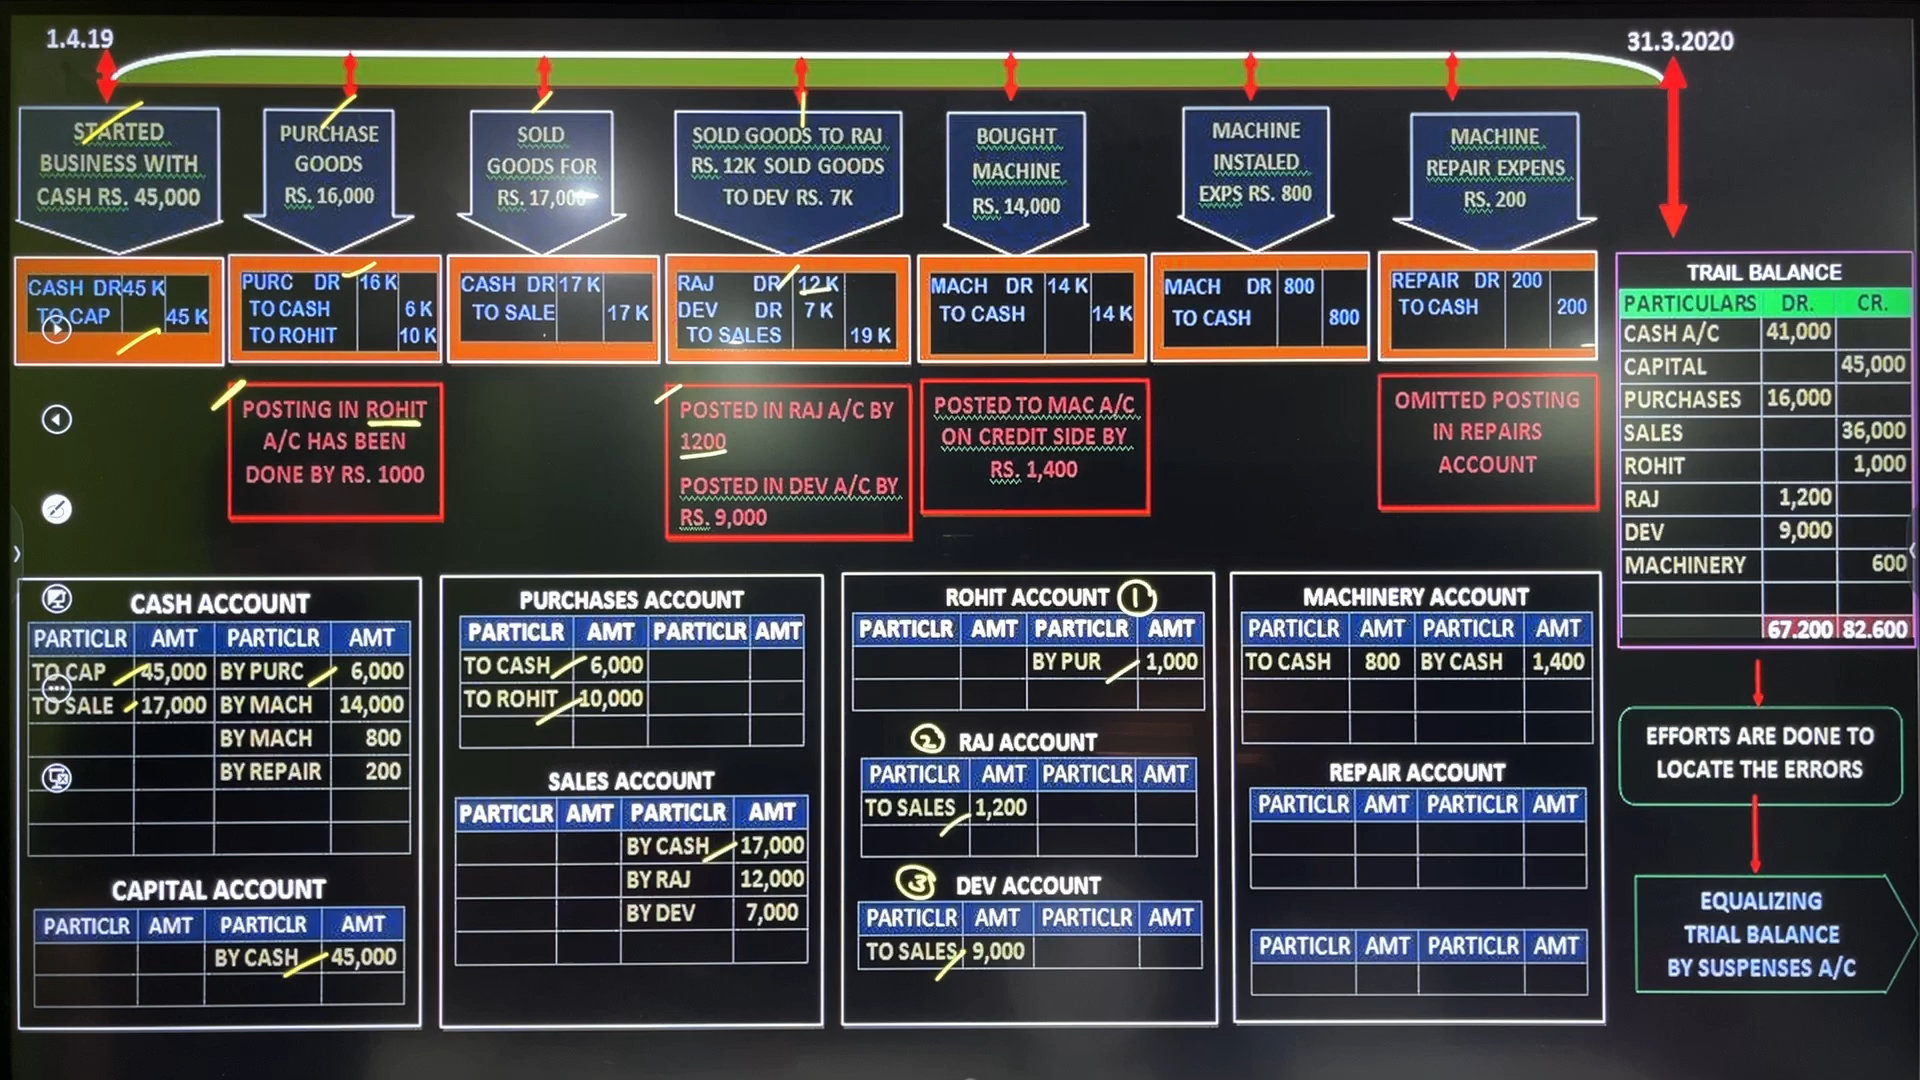 1.4.19
31.3.2020
STARTED
BUSINESS WITH
CASH RS. 45,000
PURCHASE
GOODS
RS. 16,000
SOLD
GOODS FOR
RS. 17,000
SOLD GOODS TO RAJ
RS. 12K SOLD GOODS
TO DEV RS. 7K
BOUGHT
MACHINE
RS. 14,000
MACHINE
INSTALED
EXPS RS. 800
MACHINE
REPAIR EXPENS
RS. 200
CASH DR 45 K
TO CAP 45 K
PURC DR 16 K
TO CASH 6 K
TO ROHIT 10 K
CASH DR 17 K
TO SALE 17 K
RAJ DR 12 K
DEV DR 7 K
TO SALES 19 K
MACH DR 14 K
TO CASH 14 K
MACH DR 800
TO CASH 800
REPAIR DR 200
TO CASH 200
POSTING IN ROHIT
A/C HAS BEEN
DONE BY RS. 1000
POSTED IN RAJ A/C BY
1200
POSTED IN DEV A/C BY
RS. 9,000
POSTED TO MAC A/C
ON CREDIT SIDE BY
RS. 1,400
OMITTED POSTING
IN REPAIRS
ACCOUNT
TRAIL BALANCE
PARTICULARS DR. CR.
CASH A/C 41,000
CAPITAL 45,000
PURCHASES 16,000
SALES 36,000
ROHIT 1,000
RAJ 1,200
DEV 9,000
MACHINERY 600
67.200 82.600
CASH ACCOUNT
PARTICLR AMT PARTICLR AMT
TO CAP 45,000 BY PURC 6,000
TO SALE 17,000 BY MACH 14,000
BY MACH 800
BY REPAIR 200
CAPITAL ACCOUNT
PARTICLR AMT PARTICLR AMT
BY CASH 45,000
PURCHASES ACCOUNT
PARTICLR AMT PARTICLR AMT
TO CASH 6,000
TO ROHIT 10,000
SALES ACCOUNT
PARTICLR AMT PARTICLR AMT
BY CASH 17,000
BY RAJ 12,000
BY DEV 7,000
ROHIT ACCOUNT 1
PARTICLR AMT PARTICLR AMT
BY PUR 1,000
2 RAJ ACCOUNT
PARTICLR AMT PARTICLR AMT
TO SALES 1,200
3 DEV ACCOUNT
PARTICLR AMT PARTICLR AMT
TO SALES 9,000
MACHINERY ACCOUNT
PARTICLR AMT PARTICLR AMT
TO CASH 800 BY CASH 1,400
REPAIR ACCOUNT
PARTICLR AMT PARTICLR AMT
PARTICLR AMT PARTICLR AMT
EFFORTS ARE DONE TO
LOCATE THE ERRORS
EQUALIZING
TRIAL BALANCE
BY SUSPENSES A/C